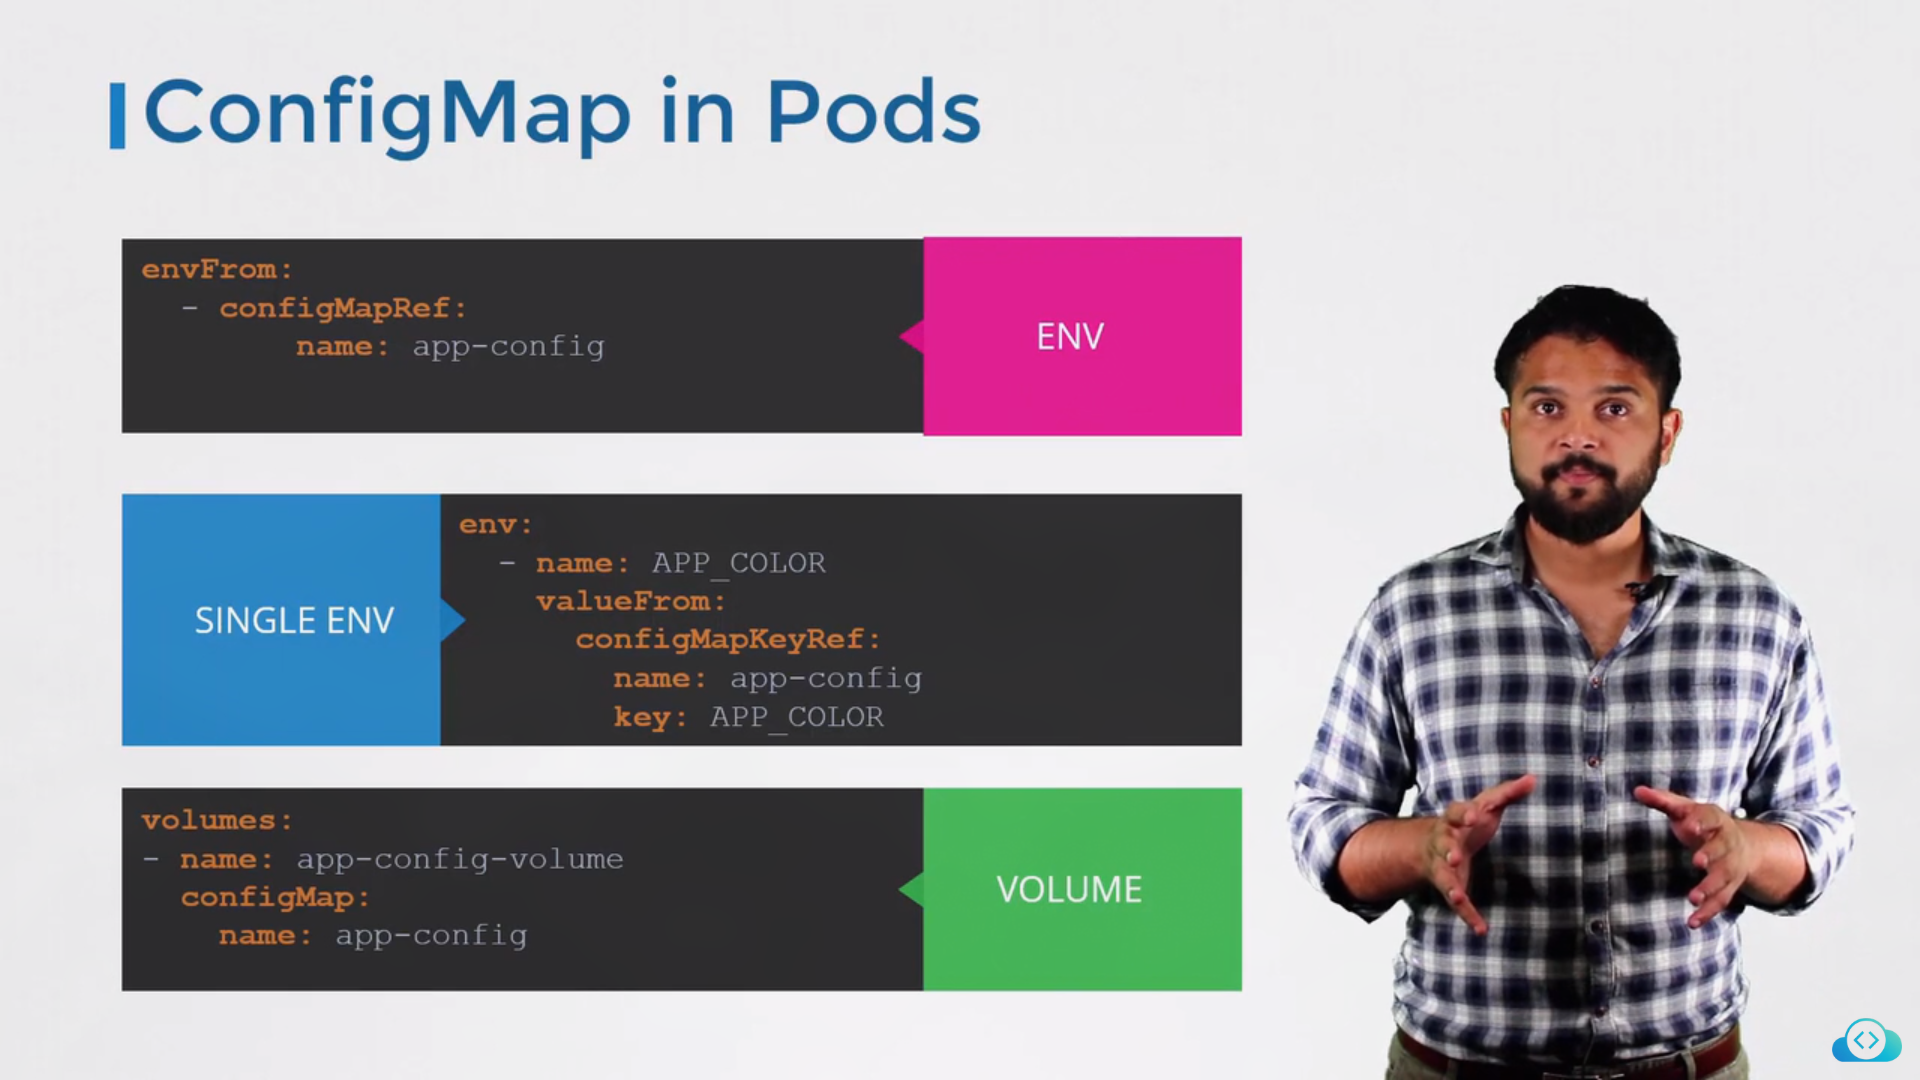 ConfigMap in Pods
envFrom:
  - configMapRef:
        name: app-config
ENV
SINGLE ENV
env:
  - name: APP_COLOR
    valueFrom:
      configMapKeyRef:
        name: app-config
        key: APP_COLOR
volumes:
- name: app-config-volume
  configMap:
    name: app-config
VOLUME